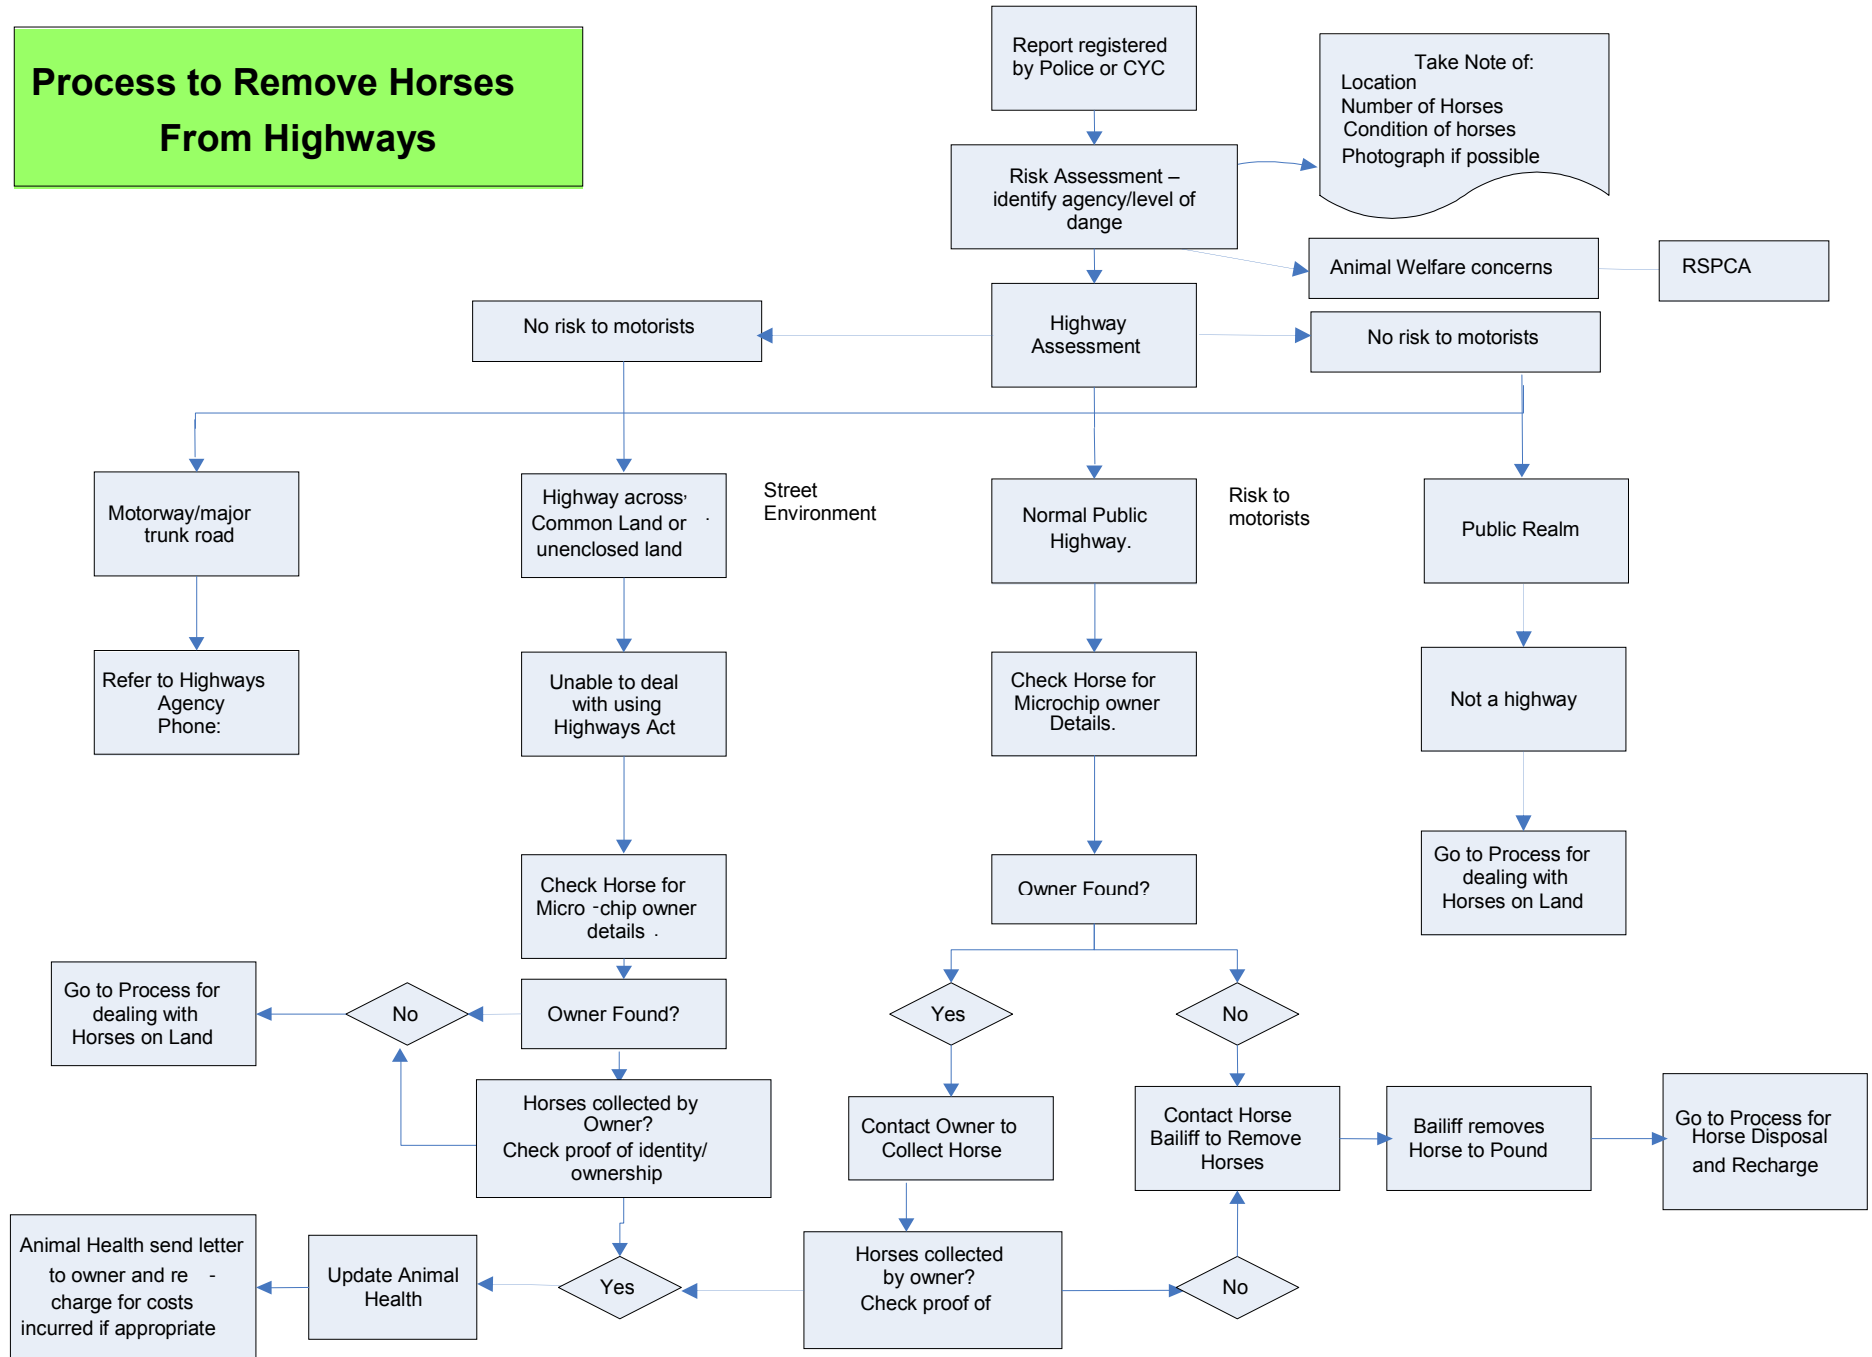 Process to Remove Horses
From Highways
Report registered
by Police or CYC
Take Note of:
Location
Number of Horses
Condition of horses
Photograph if possible
Risk Assessment –
identify agency/level of
dange
Animal Welfare concerns
RSPCA
No risk to motorists
Highway
Assessment
No risk to motorists
Motorway/major
trunk road
Highway across,
Common Land or .
unenclosed land
Street
Environment
Normal Public
Highway.
Risk to
motorists
Public Realm
Refer to Highways
Agency
Phone:
Unable to deal
with using
Highways Act
Check Horse for
Microchip owner
Details.
Not a highway
Check Horse for
Micro -chip owner
details .
Owner Found?
Go to Process for
dealing with
Horses on Land
Go to Process for
dealing with
Horses on Land
No
Owner Found?
Yes
No
Horses collected by
Owner?
Check proof of identity/
ownership
Contact Owner to
Collect Horse
Contact Horse
Bailiff to Remove
Horses
Bailiff removes
Horse to Pound
Go to Process for
Horse Disposal
and Recharge
Animal Health send letter
to owner and re -
charge for costs
incurred if appropriate
Update Animal
Health
Yes
Horses collected
by owner?
Check proof of
No